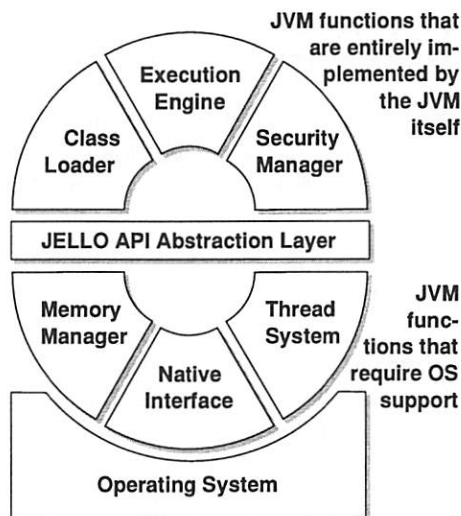 JVM functions that
are entirely im-
plemented by
the JVM
itself
Execution
Engine
Class
Loader
Security
Manager
JELLO API Abstraction Layer
Memory
Manager
Thread
System
Native
Interface
JVM
func-
tions that
require OS
support
Operating System